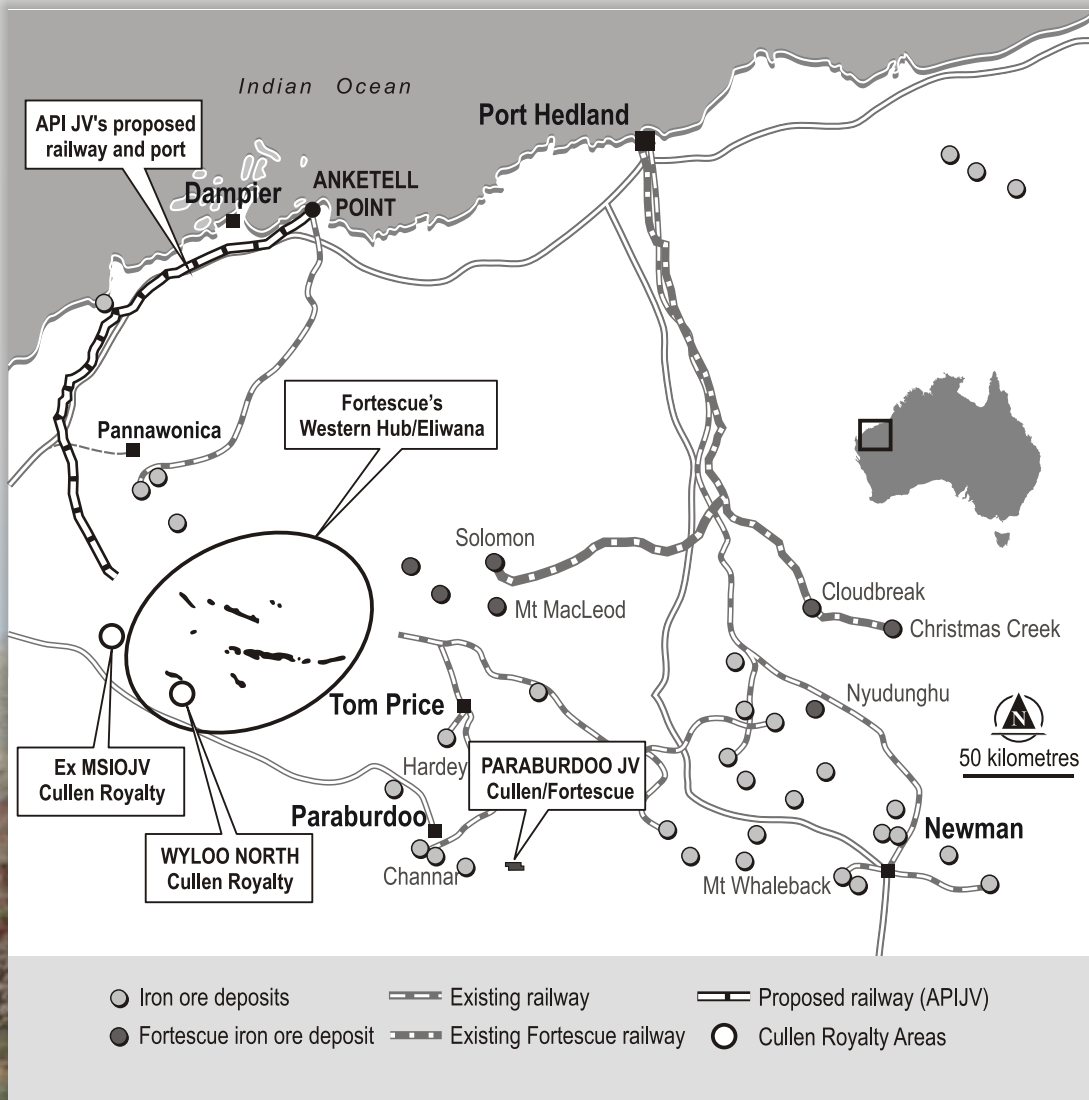 Indian Ocean
Port Hedland
API JV's proposed
railway and port
Dampier
ANKETELL
POINT
Pannawonica
Fortescue's
Western Hub/Eliwana
Solomon
Mt MacLeod
Cloudbreak
Christmas Creek
Nyudunghu
Tom Price
N
50 kilometres
Ex MSIOJV
Cullen Royalty
Hardey
PARABURDOO JV
Cullen/Fortescue
Paraburdoo
WYLOO NORTH
Cullen Royalty
Channar
Newman
Mt Whaleback
Iron ore deposits
Existing railway
Proposed railway (APIJV)
Fortescue iron ore deposit
Existing Fortescue railway
Cullen Royalty Areas